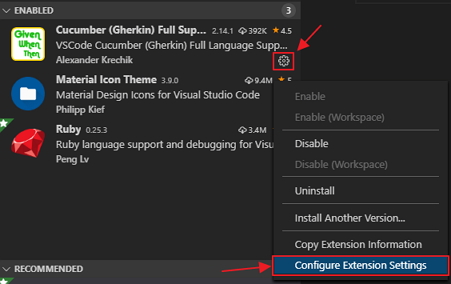 ENABLED 3
Given
When
Then
Cucumber (Gherkin) Full Sup... 2.14.1 392K 4.5
VSCode Cucumber (Gherkin) Full Language Supp...
Alexander Krechik
Material Icon Theme 3.9.0 9.4M 5
Material Design Icons for Visual Studio Code
Philipp Kief
Ruby 0.25.3 3.4M
Ruby language support and debugging for Visu
Peng Lv
Enable
Enable (Workspace)
Disable
Disable (Workspace)
Uninstall
Install Another Version...
Copy Extension Information
Configure Extension Settings
RECOMMENDED